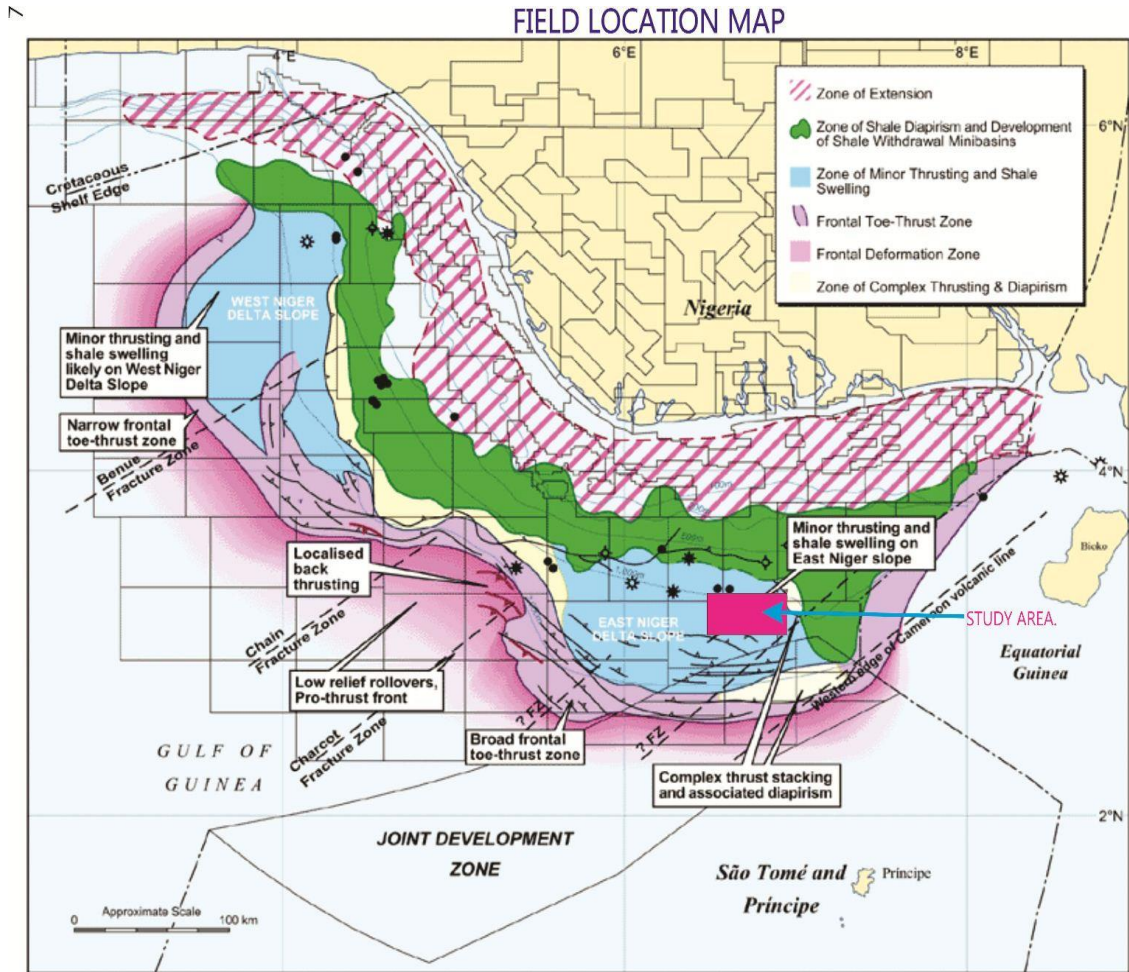 7
FIELD LOCATION MAP
4°E
6°E
8°E
Zone of Extension
Zone of Shale Diapirism and Development
of Shale Withdrawal Minibasins
Zone of Minor Thrusting and Shale
Swelling
Frontal Toe-Thrust Zone
Frontal Deformation Zone
Zone of Complex Thrusting & Diapirism
6°N
Cretaceous
Shelf Edge
WEST NIGER
DELTA SLOPE
Nigeria
Minor thrusting and
shale swelling
likely on West Niger
Delta Slope
Narrow frontal
toe-thrust zone
Benue
Fracture Zone
4°N
100m
200m
1,000m
Minor thrusting and
shale swelling on
East Niger slope
Bioko
Localised
back
thrusting
EAST NIGER
DELTA SLOPE
STUDY AREA.
Western edge of Cameroon volcanic line
Equatorial
Guinea
Chain
Fracture Zone
Low relief rollovers,
Pro-thrust front
? FZ
? FZ
Charcot
Fracture Zone
Broad frontal
toe-thrust zone
Complex thrust stacking
and associated diapirism
GULF OF
GUINEA
2°N
JOINT DEVELOPMENT
ZONE
São Tomé and
Príncipe
Príncipe
Approximate Scale
0
100 km